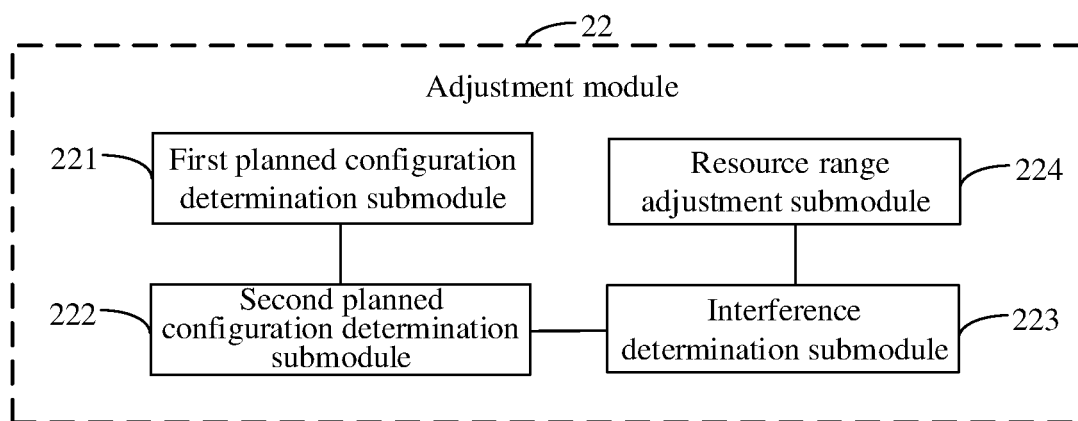 22
Adjustment module
221
First planned configuration
determination submodule
Resource range
adjustment submodule
224
222
Second planned
configuration determination
submodule
Interference
determination submodule
223